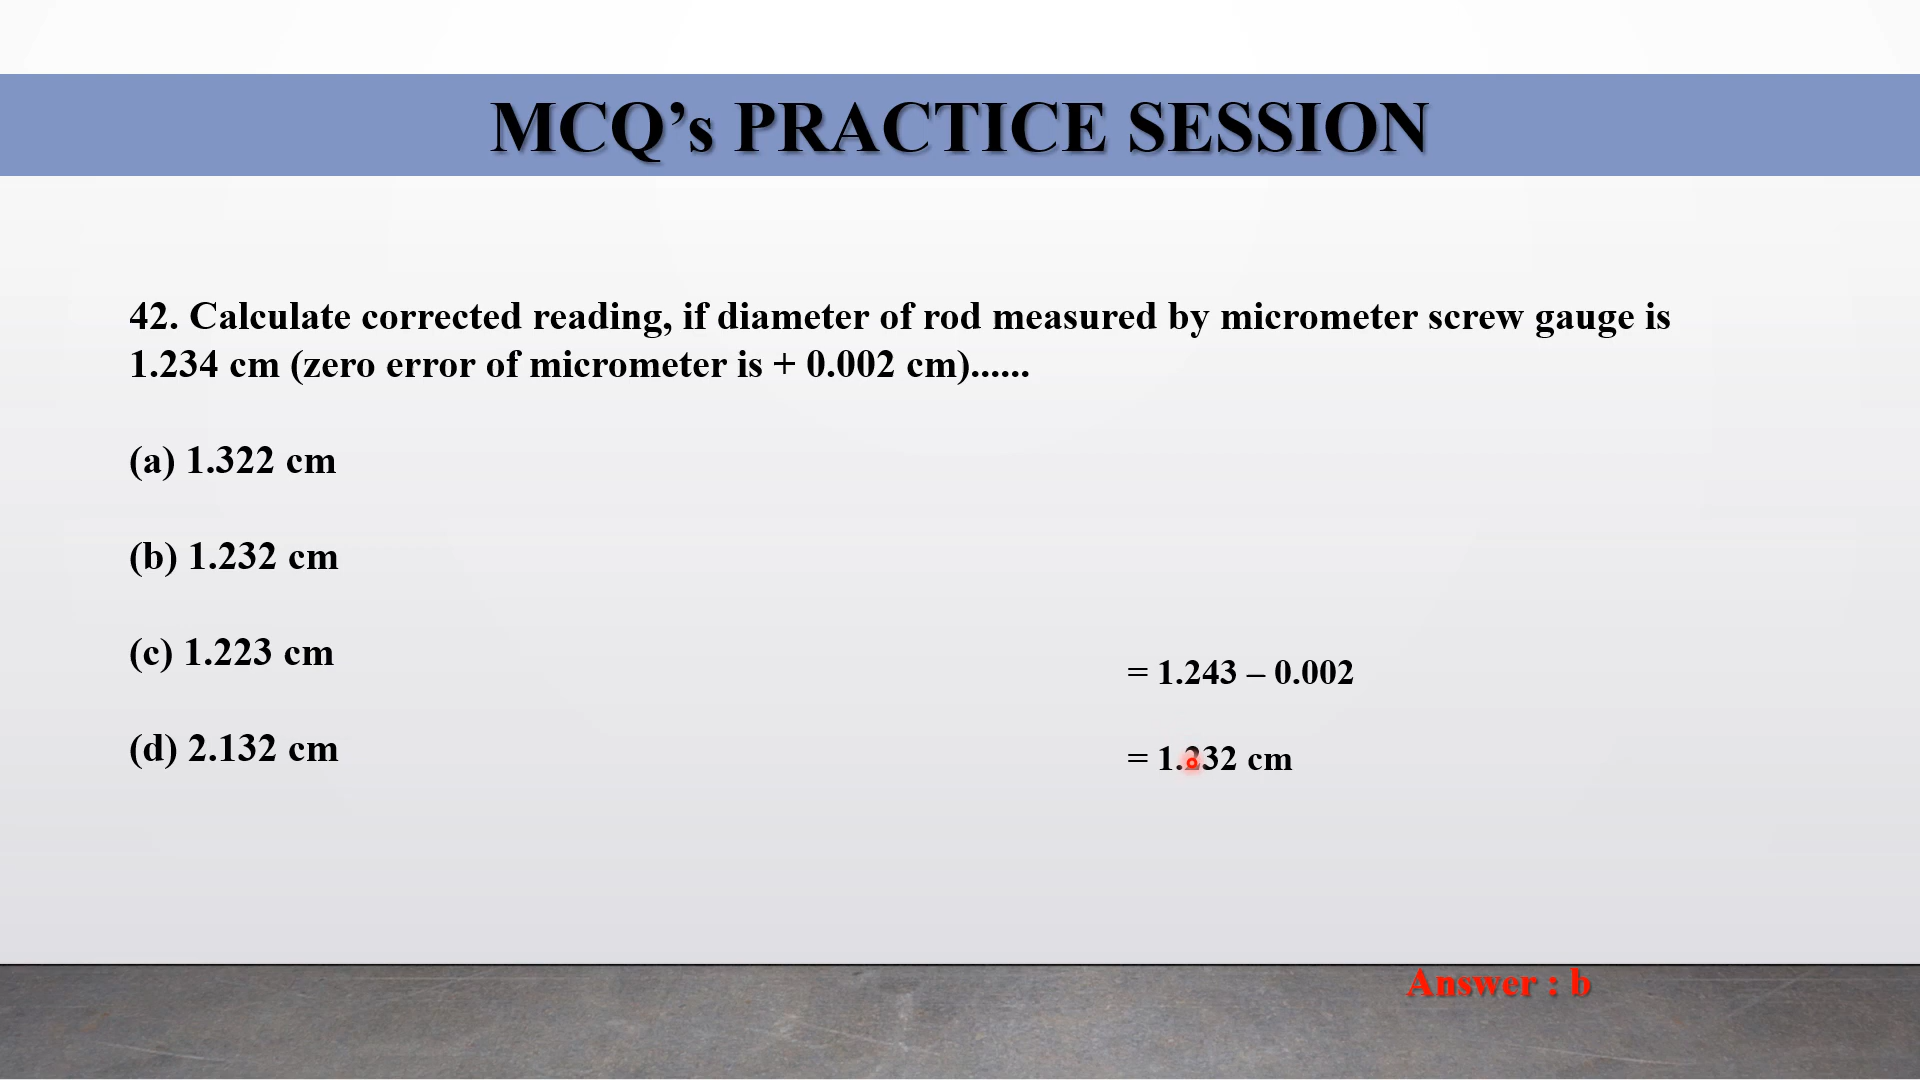 MCQ’s PRACTICE SESSION
42. Calculate corrected reading, if diameter of rod measured by micrometer screw gauge is
1.234 cm (zero error of micrometer is + 0.002 cm)......
(a) 1.322 cm
(b) 1.232 cm
(c) 1.223 cm
(d) 2.132 cm
= 1.243 – 0.002
= 1.232 cm
Answer : b